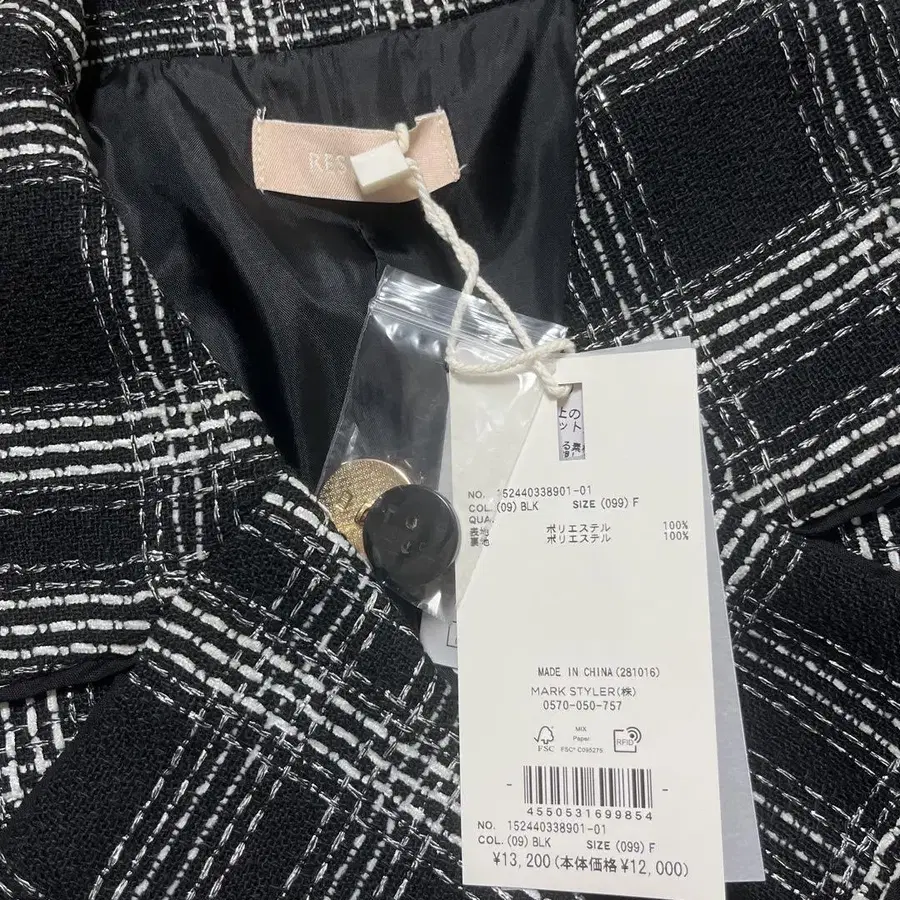 RES
上の
ット
NO. 152440338901-01
COL.(09) BLK SIZE (099) F
QUA.
表地 ポリエステル 100%
裏地 ポリエステル 100%
MADE IN CHINA(281016)
MARK STYLER(株)
0570-050-757
FSC
MIX
Paper
FSC® C095275
RFID
4550531699854
NO. 152440338901-01
COL.(09) BLK SIZE (099) F
¥13,200(本体価格¥12,000)